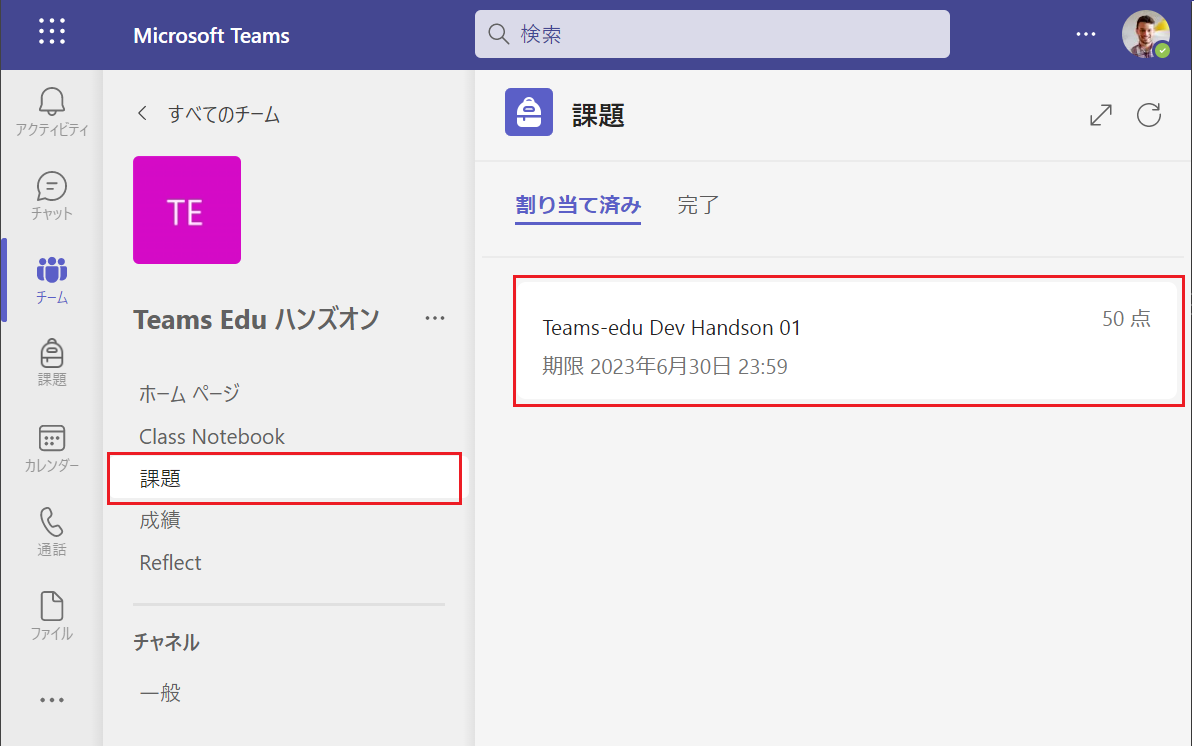 Microsoft Teams
検索
アクティビティ
チャット
チーム
課題
カレンダー
通話
ファイル
すべてのチーム
TE
Teams Edu ハンズオン
ホーム ページ
Class Notebook
課題
成績
Reflect
チャネル
一般
課題
割り当て済み 完了
Teams-edu Dev Handson 01 50 点
期限 2023年6月30日 23:59